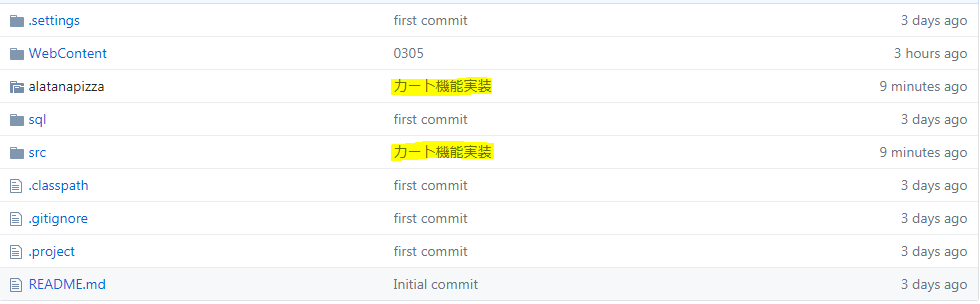 .settings first commit 3 days ago
WebContent 0305 3 hours ago
alatanapizza カート機能実装 9 minutes ago
sql first commit 3 days ago
src カート機能実装 9 minutes ago
.classpath first commit 3 days ago
.gitignore first commit 3 days ago
.project first commit 3 days ago
README.md Initial commit 3 days ago